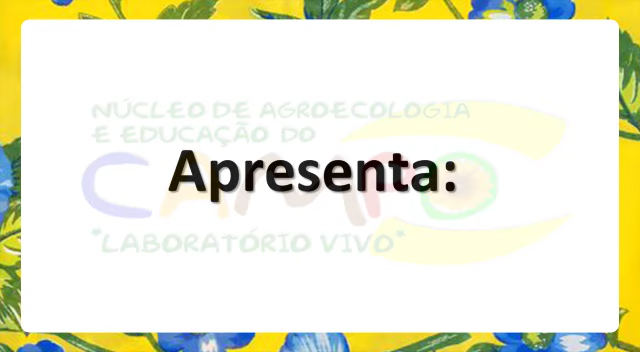 NÚCLEO DE AGROECOLOGIA
E EDUCAÇÃO DO
CAMPO
Apresenta:
"LABORATÓRIO VIVO"